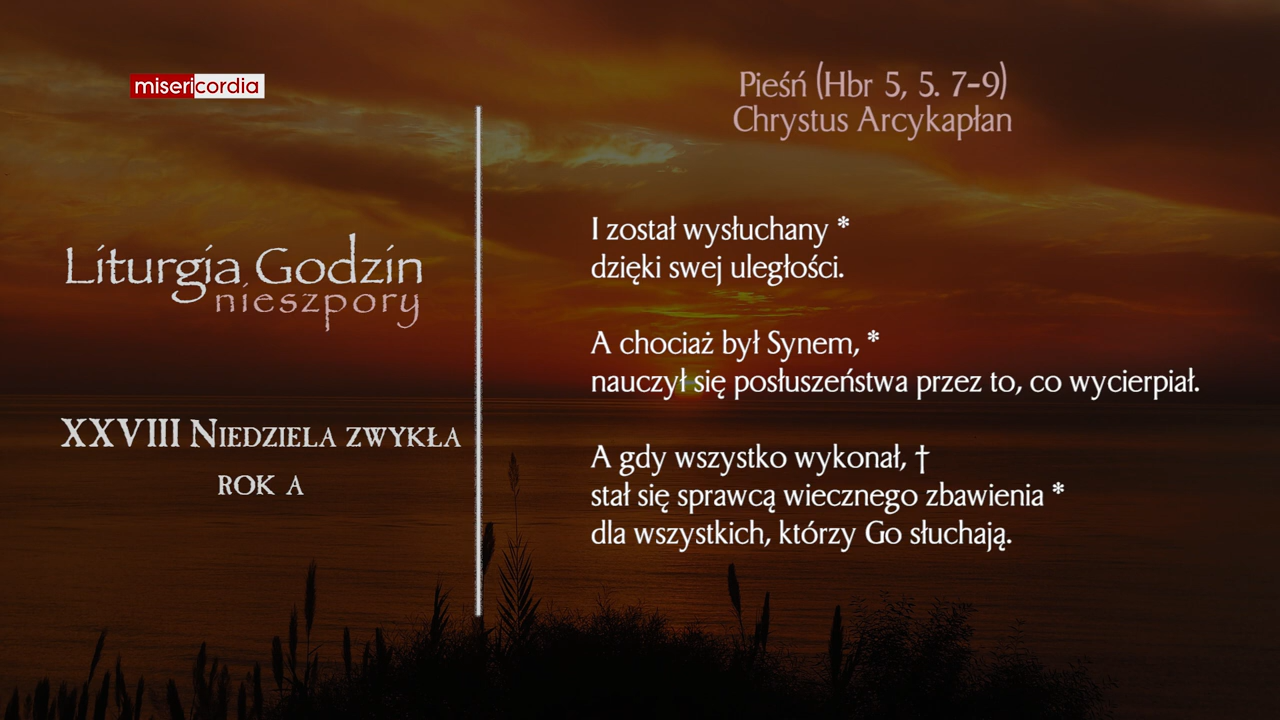 misericordia
Liturgia Godzin
nieszpory
XXVIII Niedziela zwykła
rok A
Pieśń (Hbr 5, 5. 7-9)
Chrystus Arcykapłan
I został wysłuchany *
dzięki swej uległości.
A chociaż był Synem, *
nauczył się posłuszeństwa przez to, co wycierpiał.
A gdy wszystko wykonał, †
stał się sprawcą wiecznego zbawienia *
dla wszystkich, którzy Go słuchają.